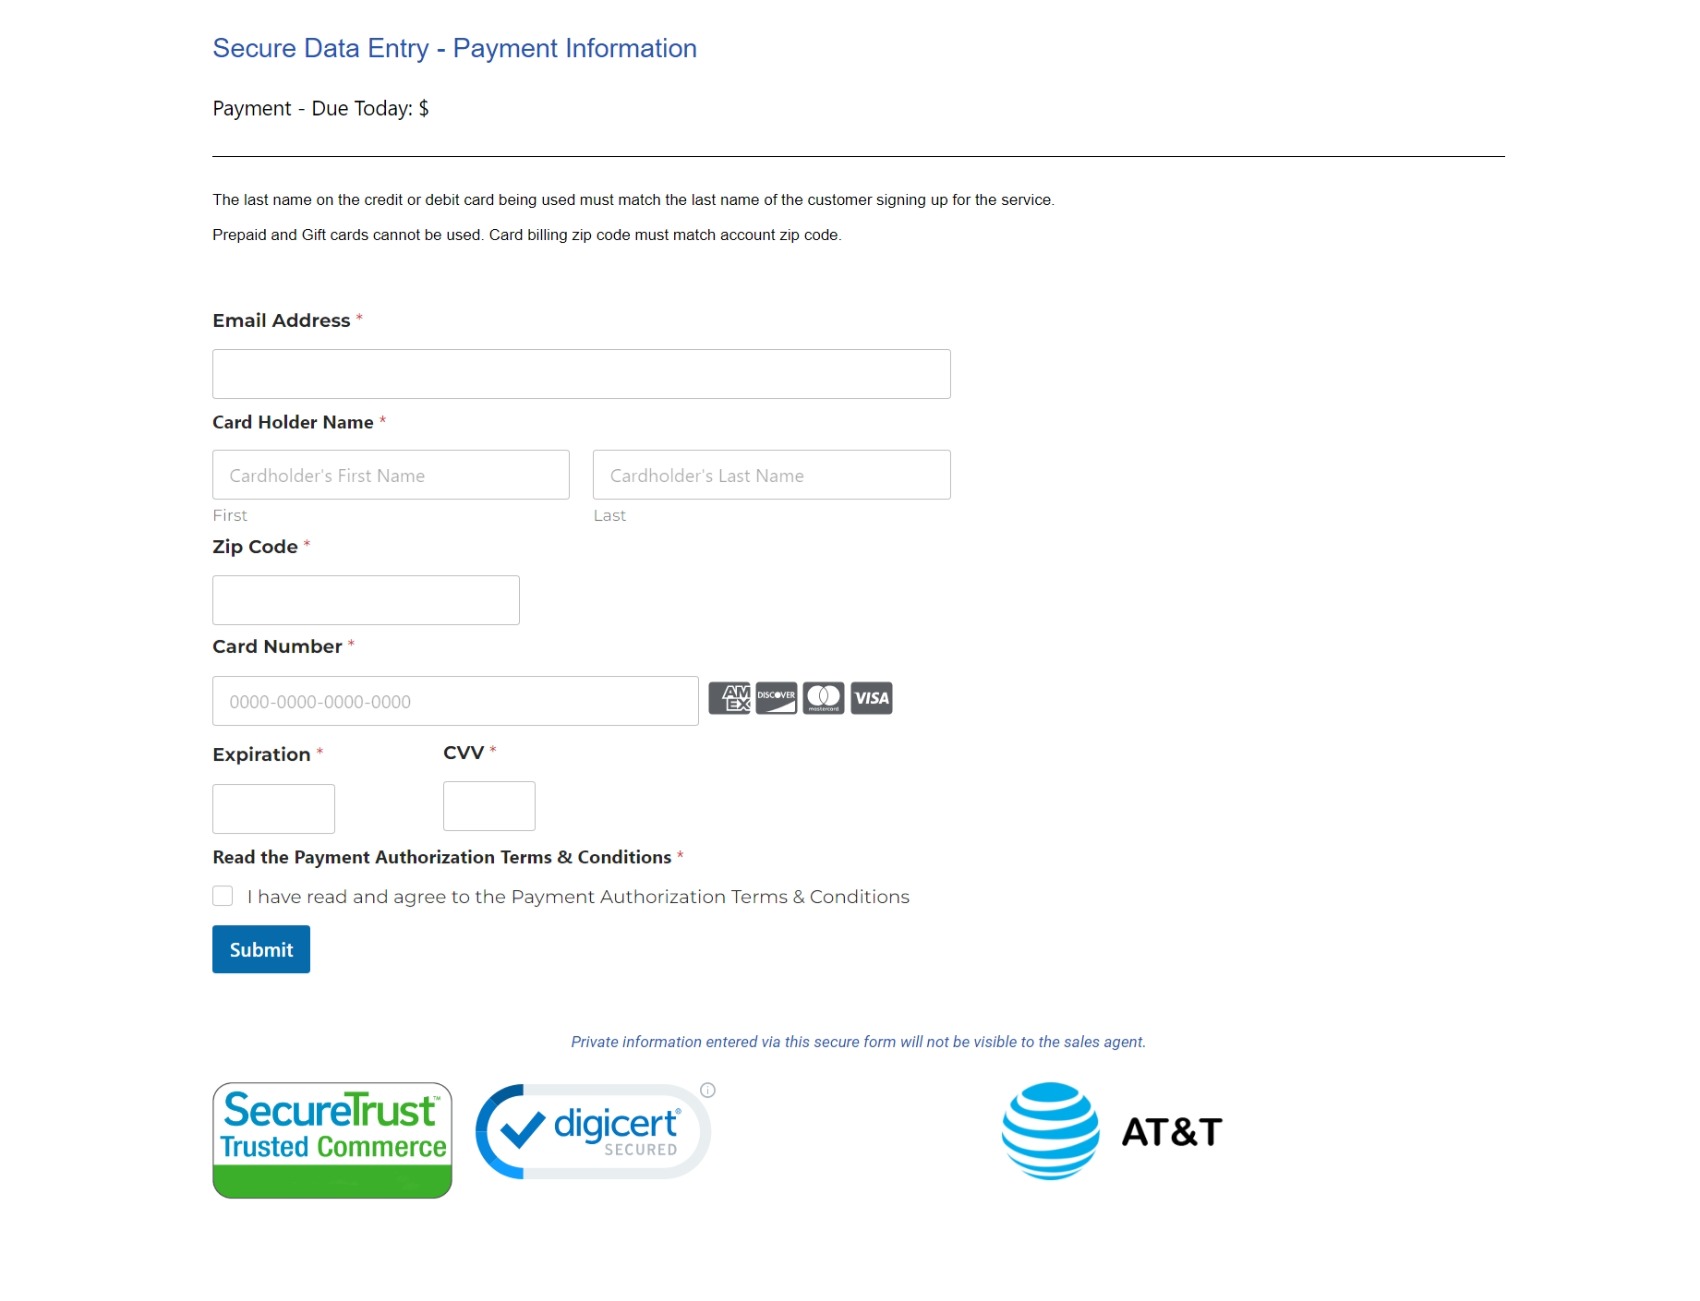 Secure Data Entry - Payment Information
Payment - Due Today: $
The last name on the credit or debit card being used must match the last name of the customer signing up for the service.
Prepaid and Gift cards cannot be used. Card billing zip code must match account zip code.
Email Address *
Card Holder Name *
Cardholder's First Name
Cardholder's Last Name
First
Last
Zip Code *
Card Number *
0000-0000-0000-0000
AM EX
DISCOVER
mastercard
VISA
Expiration *
CVV *
Read the Payment Authorization Terms & Conditions *
I have read and agree to the Payment Authorization Terms & Conditions
Submit
Private information entered via this secure form will not be visible to the sales agent.
SecureTrust™
Trusted Commerce
digicert®
SECURED
AT&T